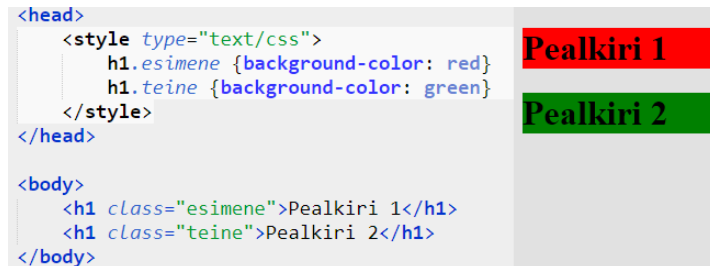 <head>
    <style type="text/css">
        h1.esimene {background-color: red}
        h1.teine {background-color: green}
    </style>
</head>

<body>
    <h1 class="esimene">Pealkiri 1</h1>
    <h1 class="teine">Pealkiri 2</h1>
</body>
Pealkiri 1
Pealkiri 2